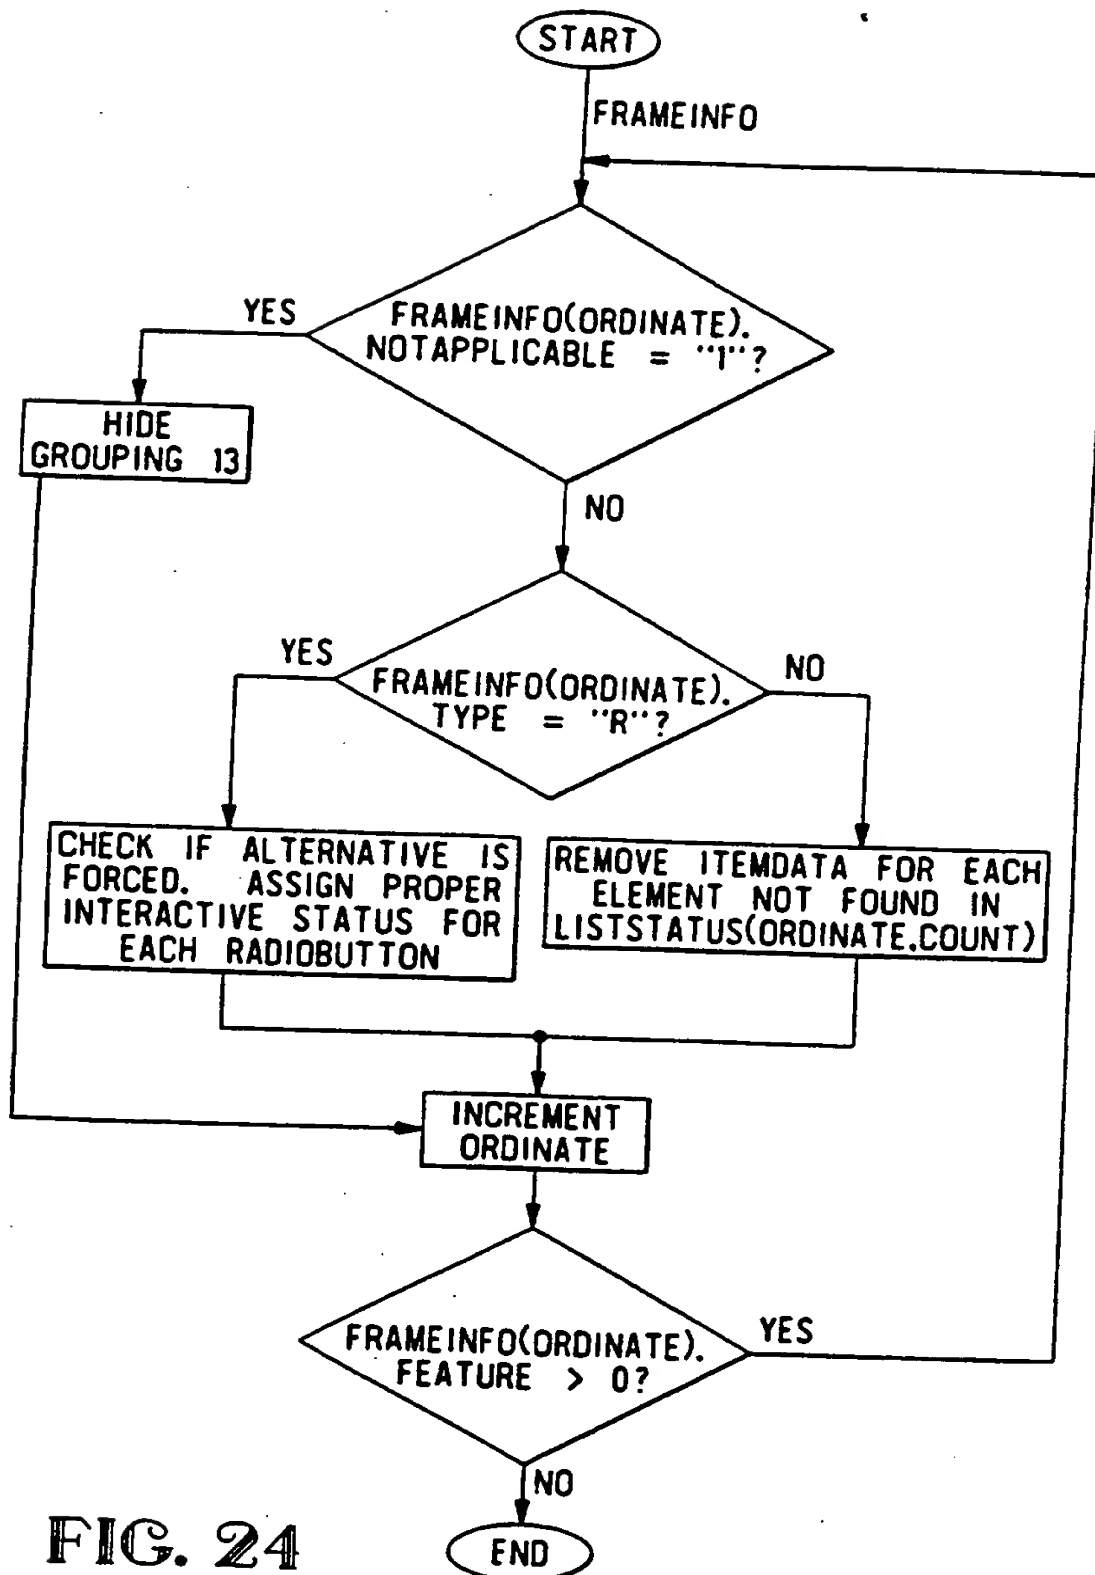 START
FRAMEINFO
YES
FRAMEINFO(ORDINATE).
NOTAPPLICABLE = "1"?
HIDE
GROUPING 13
NO
YES
FRAMEINFO(ORDINATE).
TYPE = "R"?
NO
CHECK IF ALTERNATIVE IS
FORCED. ASSIGN PROPER
INTERACTIVE STATUS FOR
EACH RADIOBUTTON
REMOVE ITEMDATA FOR EACH
ELEMENT NOT FOUND IN
LISTSTATUS(ORDINATE.COUNT)
INCREMENT
ORDINATE
FRAMEINFO(ORDINATE).
FEATURE > 0?
YES
NO
END
FIG. 24